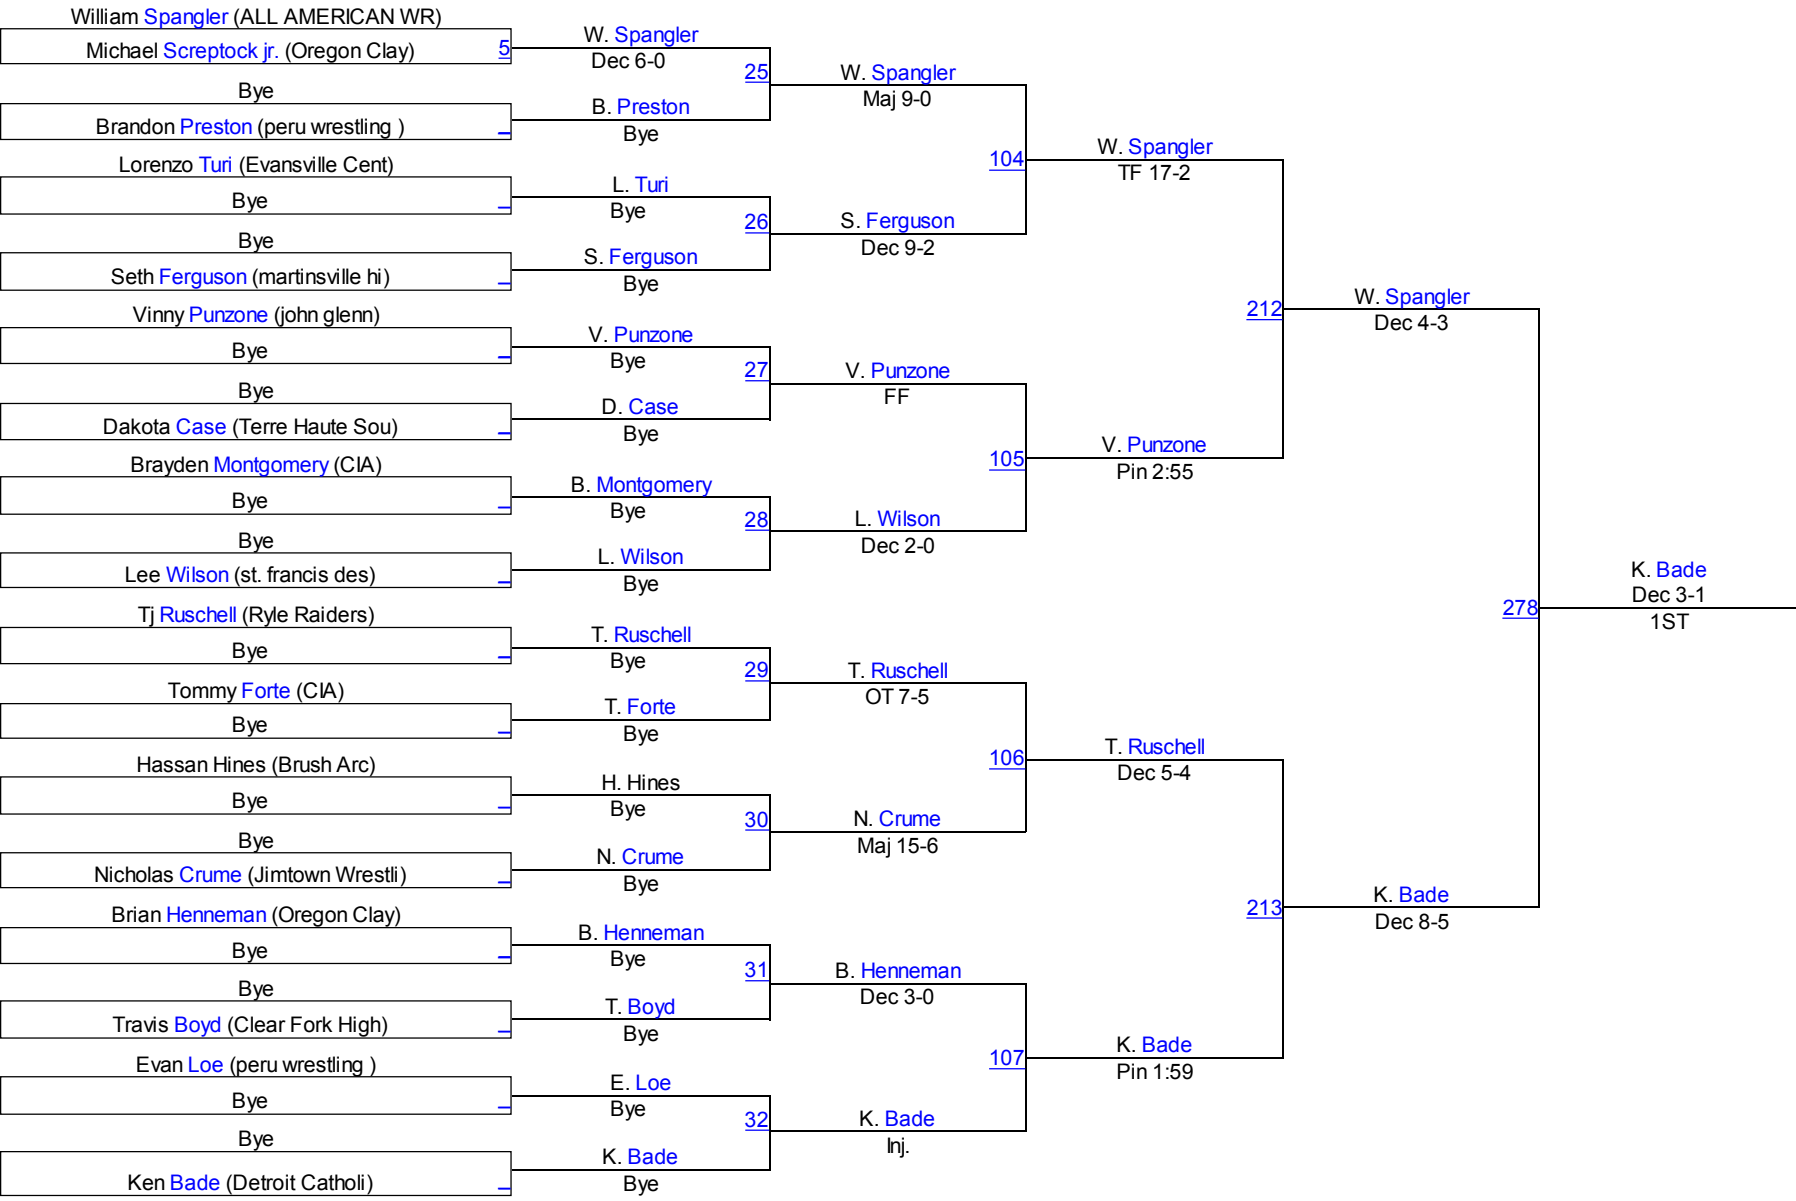 William Spangler (ALL AMERICAN WR)
Michael Screptock jr. (Oregon Clay) 5
Bye
Brandon Preston (peru wrestling )
Lorenzo Turi (Evansville Cent)
Bye
Bye
Seth Ferguson (martinsville hi)
Vinny Punzone (john glenn)
Bye
Bye
Dakota Case (Terre Haute Sou)
Brayden Montgomery (CIA)
Bye
Bye
Lee Wilson (st. francis des)
Tj Ruschell (Ryle Raiders)
Bye
Tommy Forte (CIA)
Bye
Hassan Hines (Brush Arc)
Bye
Bye
Nicholas Crume (Jimtown Wrestli)
Brian Henneman (Oregon Clay)
Bye
Bye
Travis Boyd (Clear Fork High)
Evan Loe (peru wrestling )
Bye
Bye
Ken Bade (Detroit Catholi)
W. Spangler
Dec 6-0
25
B. Preston
Bye
L. Turi
Bye
26
S. Ferguson
Bye
V. Punzone
Bye
27
D. Case
Bye
B. Montgomery
Bye
28
L. Wilson
Bye
T. Ruschell
Bye
29
T. Forte
Bye
H. Hines
Bye
30
N. Crume
Bye
B. Henneman
Bye
31
T. Boyd
Bye
E. Loe
Bye
32
K. Bade
Bye
W. Spangler
Maj 9-0
104
S. Ferguson
Dec 9-2
V. Punzone
FF
105
L. Wilson
Dec 2-0
T. Ruschell
OT 7-5
106
N. Crume
Maj 15-6
B. Henneman
Dec 3-0
107
K. Bade
Inj.
W. Spangler
TF 17-2
212
V. Punzone
Pin 2:55
T. Ruschell
Dec 5-4
213
K. Bade
Pin 1:59
W. Spangler
Dec 4-3
278
K. Bade
Dec 8-5
K. Bade
Dec 3-1
1ST